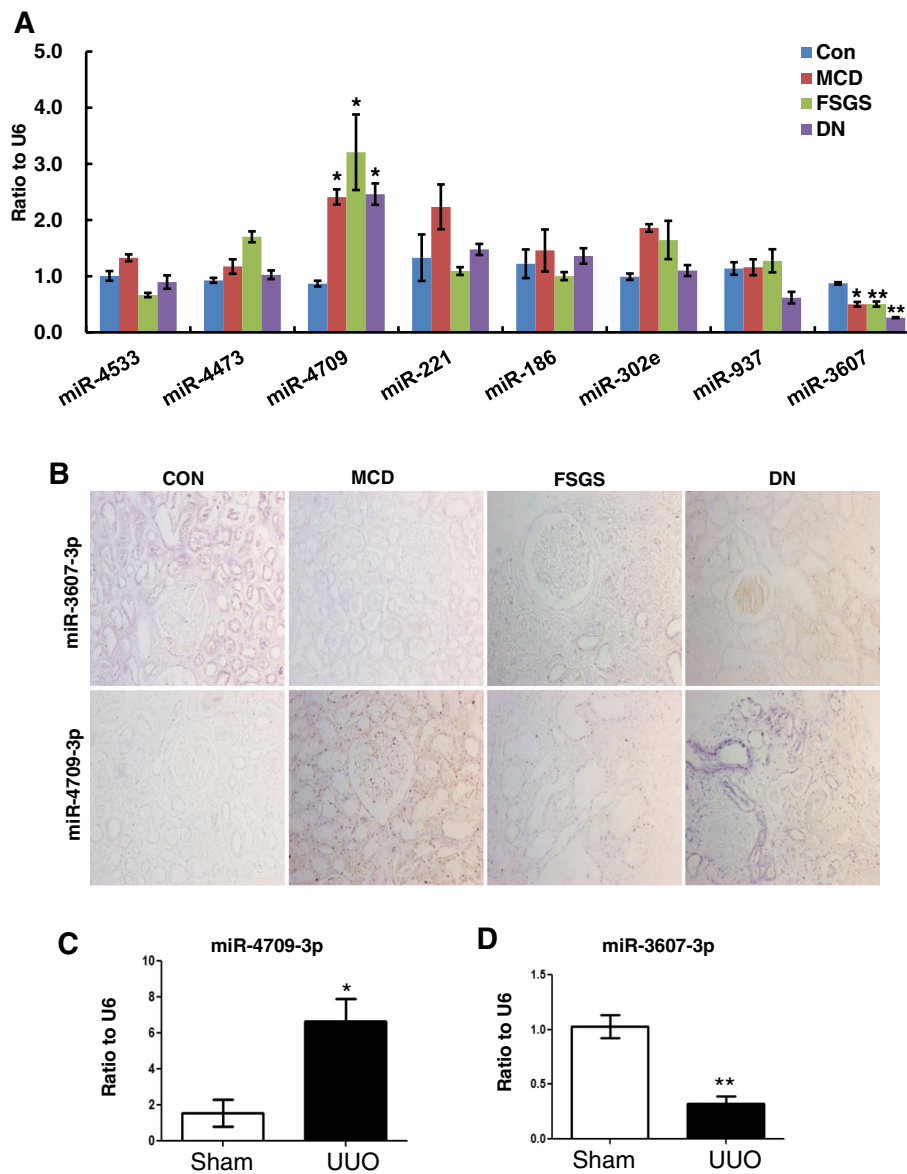 A
5.0
4.0
3.0
2.0
1.0
0.0
Ratio to U6
Con
MCD
FSGS
DN
*
*
*
*
**
**
miR-4533
miR-4473
miR-4709
miR-221
miR-186
miR-302e
miR-937
miR-3607
B
CON
MCD
FSGS
DN
miR-3607-3p
miR-4709-3p
C
miR-4709-3p
10
8
6
4
2
0
Ratio to U6
*
Sham
UUO
D
miR-3607-3p
1.5
1.0
0.5
0.0
Ratio to U6
**
Sham
UUO